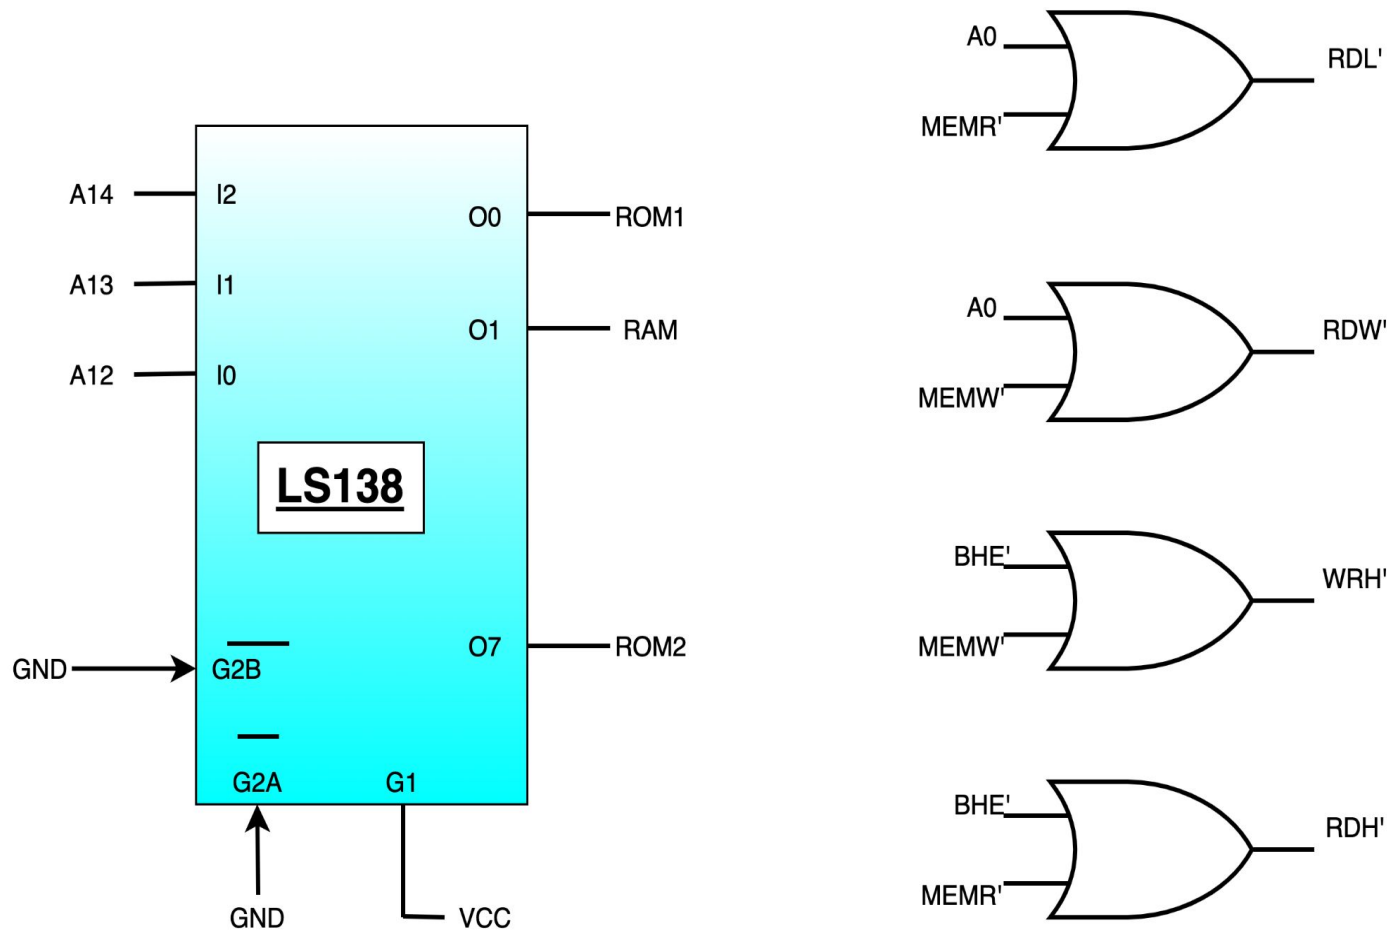 A14
I2
A13
I1
A12
I0
O0
ROM1
O1
RAM
LS138
O7
ROM2
GND
G2B
G2A
G1
GND
VCC
A0
MEMR'
RDL'
A0
MEMW'
RDW'
BHE'
MEMW'
WRH'
BHE'
MEMR'
RDH'